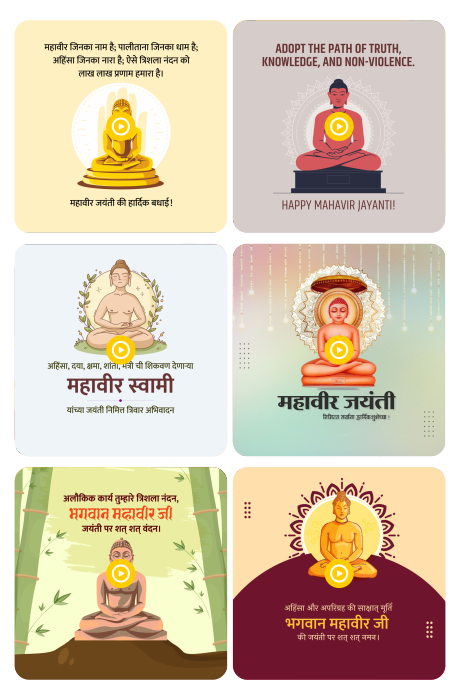 महावीर जिनका नाम है; पालीताना जिनका धाम है;
अहिंसा जिनका नारा है; ऐसे त्रिशला नंदन को
लाख लाख प्रणाम हमारा है।
महावीर जयंती की हार्दिक बधाई!
ADOPT THE PATH OF TRUTH,
KNOWLEDGE, AND NON-VIOLENCE.
HAPPY MAHAVIR JAYANTI!
अहिंसा, दया, क्षमा, शांती, मैत्री ची शिकवण देणाऱ्या
महावीर स्वामी
यांच्या जयंती निमित्त त्रिवार अभिवादन
महावीर जयंती
निमित्त सर्वांना हार्दिक शुभेच्छा !
अलौकिक कार्य तुम्हारे त्रिशला नंदन,
भगवान महावीर जी
जयंती पर शत् शत् वंदन।
अहिंसा और अपरिग्रह की साक्षात् मूर्ति
भगवान महावीर जी
की जयंती पर शत् शत् नमन।